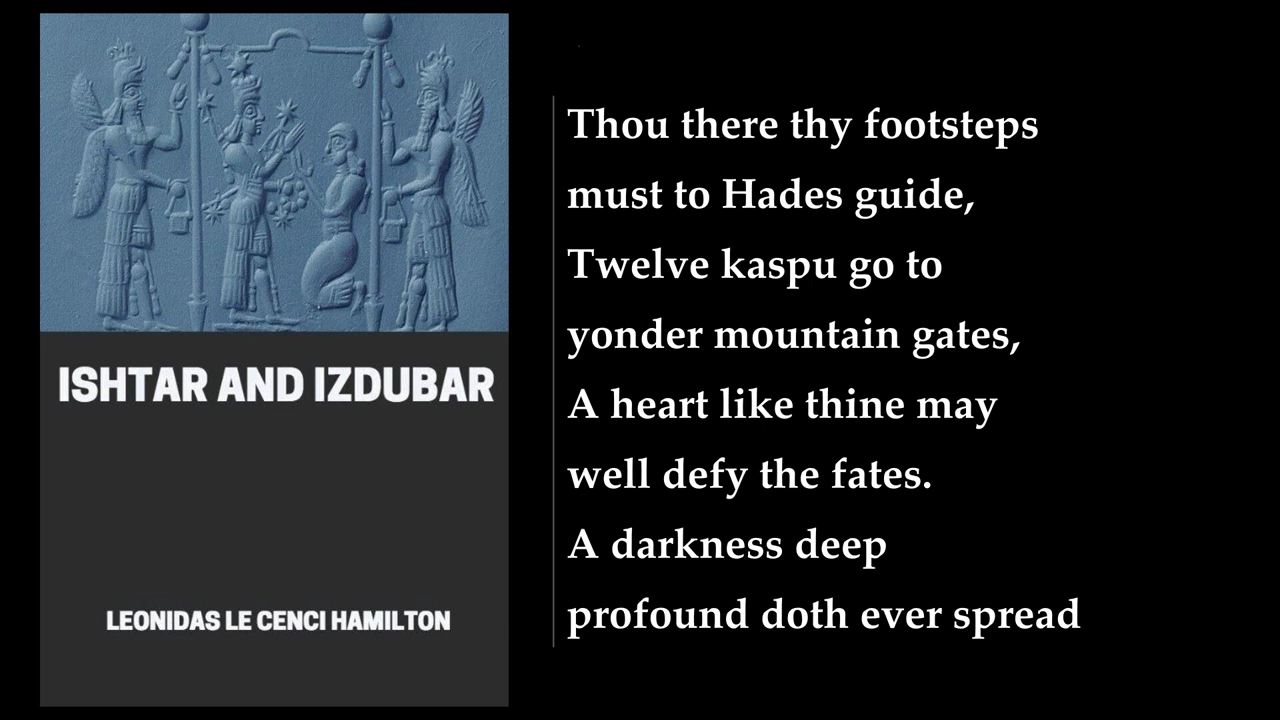 ISHTAR AND IZDUBAR
LEONIDAS LE CENCI HAMILTON
Thou there thy footsteps
must to Hades guide,
Twelve kaspu go to
yonder mountain gates,
A heart like thine may
well defy the fates.
A darkness deep
profound doth ever spread